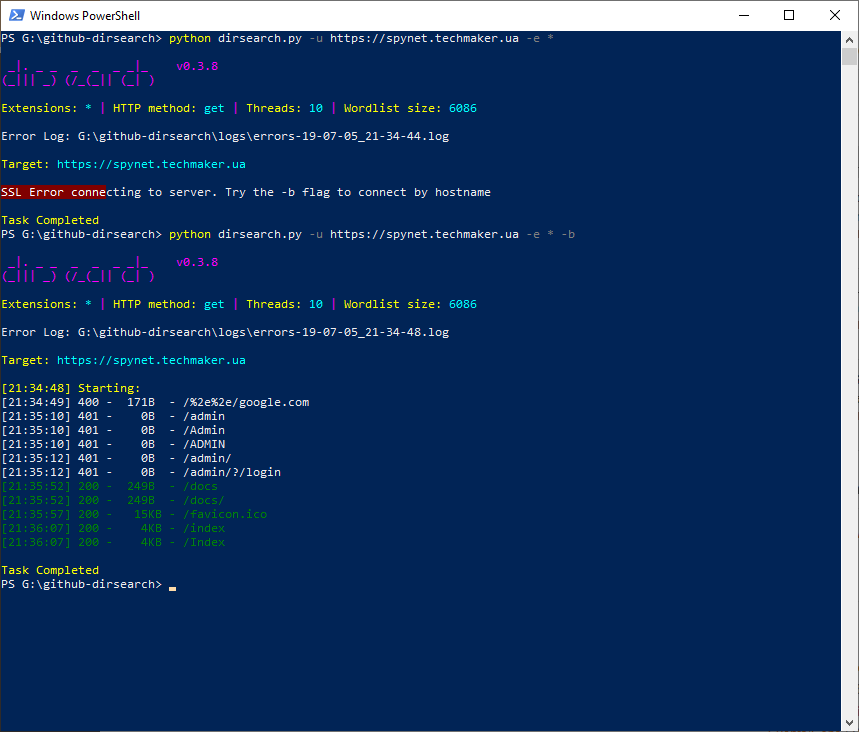 Windows PowerShell
PS G:\github-dirsearch> python dirsearch.py -u https://spynet.techmaker.ua -e *
 _|. _ _  _  _  _ _|_    v0.3.8
(_||| _) (/_(_|| (_| )
Extensions: * | HTTP method: get | Threads: 10 | Wordlist size: 6086
Error Log: G:\github-dirsearch\logs\errors-19-07-05_21-34-44.log
Target: https://spynet.techmaker.ua
SSL Error connecting to server. Try the -b flag to connect by hostname
Task Completed
PS G:\github-dirsearch> python dirsearch.py -u https://spynet.techmaker.ua -e * -b
 _|. _ _  _  _  _ _|_    v0.3.8
(_||| _) (/_(_|| (_| )
Extensions: * | HTTP method: get | Threads: 10 | Wordlist size: 6086
Error Log: G:\github-dirsearch\logs\errors-19-07-05_21-34-48.log
Target: https://spynet.techmaker.ua
[21:34:48] Starting:
[21:34:49] 400 -  171B  - /%2e%2e/google.com
[21:35:10] 401 -    0B  - /admin
[21:35:10] 401 -    0B  - /Admin
[21:35:10] 401 -    0B  - /ADMIN
[21:35:12] 401 -    0B  - /admin/
[21:35:12] 401 -    0B  - /admin/?/login
[21:35:52] 200 -  249B  - /docs
[21:35:52] 200 -  249B  - /docs/
[21:35:57] 200 -   15KB - /favicon.ico
[21:36:07] 200 -    4KB - /index
[21:36:07] 200 -    4KB - /Index
Task Completed
PS G:\github-dirsearch>